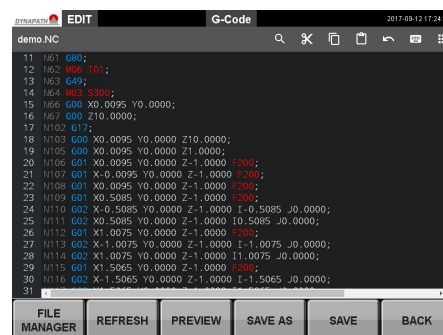 DYNAPATH EDIT G-Code 2017-09-12 17:24
demo.NC
11 N61 G80;
12 N62 M06 T01;
13 N63 G49;
14 N64 M03 S300;
15 N66 G00 X0.0095 Y0.0000;
16 N67 G00 Z10.0000;
17 N102 G17;
18 N103 G00 X0.0095 Y0.0000 Z10.0000;
19 N105 G00 X0.0095 Y0.0000 Z1.0000;
20 N106 G01 X0.0095 Y0.0000 Z-1.0000 F200;
21 N107 G01 X-0.0095 Y0.0000 Z-1.0000 F200;
22 N108 G01 X0.0095 Y0.0000 Z-1.0000 F200;
23 N109 G01 X0.5085 Y0.0000 Z-1.0000 F200;
24 N110 G02 X-0.5085 Y0.0000 Z-1.0000 I-0.5085 J0.0000;
25 N111 G02 X0.5085 Y0.0000 Z-1.0000 I0.5085 J0.0000;
26 N112 G01 X1.0075 Y0.0000 Z-1.0000 F200;
27 N113 G02 X-1.0075 Y0.0000 Z-1.0000 I-1.0075 J0.0000;
28 N114 G02 X1.0075 Y0.0000 Z-1.0000 I1.0075 J0.0000;
29 N115 G01 X1.5065 Y0.0000 Z-1.0000 F200;
30 N116 G02 X-1.5065 Y0.0000 Z-1.0000 I-1.5065 J0.0000;
31
FILE MANAGER REFRESH PREVIEW SAVE AS SAVE BACK